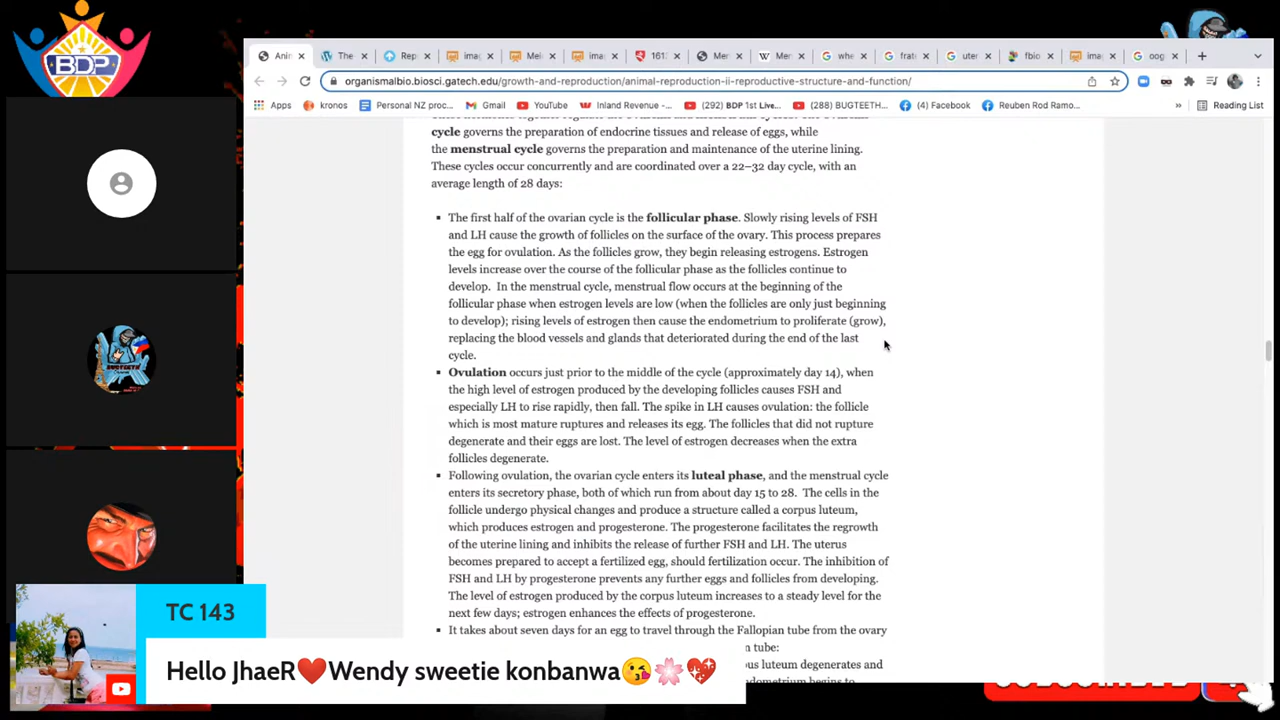 BDP
Anin
The
Rep
imag
Mei
imag
161
Mer
Men
whe
frate
uter
fbio
imag
oog
organismalbio.biosci.gatech.edu/growth-and-reproduction/animal-reproduction-ii-reproductive-structure-and-function/
Apps
kronos
Personal NZ proc...
Gmail
YouTube
Inland Revenue -...
(292) BDP 1st Live...
(288) BUGTEETH...
(4) Facebook
Reuben Rod Ramo...
»
Reading List
cycle governs the preparation of endocrine tissues and release of eggs, while
the menstrual cycle governs the preparation and maintenance of the uterine lining.
These cycles occur concurrently and are coordinated over a 22–32 day cycle, with an
average length of 28 days:
The first half of the ovarian cycle is the follicular phase. Slowly rising levels of FSH
and LH cause the growth of follicles on the surface of the ovary. This process prepares
the egg for ovulation. As the follicles grow, they begin releasing estrogens. Estrogen
levels increase over the course of the follicular phase as the follicles continue to
develop. In the menstrual cycle, menstrual flow occurs at the beginning of the
follicular phase when estrogen levels are low (when the follicles are only just beginning
to develop); rising levels of estrogen then cause the endometrium to proliferate (grow),
replacing the blood vessels and glands that deteriorated during the end of the last
cycle.
Ovulation occurs just prior to the middle of the cycle (approximately day 14), when
the high level of estrogen produced by the developing follicles causes FSH and
especially LH to rise rapidly, then fall. The spike in LH causes ovulation: the follicle
which is most mature ruptures and releases its egg. The follicles that did not rupture
degenerate and their eggs are lost. The level of estrogen decreases when the extra
follicles degenerate.
Following ovulation, the ovarian cycle enters its luteal phase, and the menstrual cycle
enters its secretory phase, both of which run from about day 15 to 28. The cells in the
follicle undergo physical changes and produce a structure called a corpus luteum,
which produces estrogen and progesterone. The progesterone facilitates the regrowth
of the uterine lining and inhibits the release of further FSH and LH. The uterus
becomes prepared to accept a fertilized egg, should fertilization occur. The inhibition of
FSH and LH by progesterone prevents any further eggs and follicles from developing.
The level of estrogen produced by the corpus luteum increases to a steady level for the
next few days; estrogen enhances the effects of progesterone.
It takes about seven days for an egg to travel through the Fallopian tube from the ovary
n tube:
us luteum degenerates and
TC 143
Hello JhaeR❤️Wendy sweetie konbanwa😘🌸💖